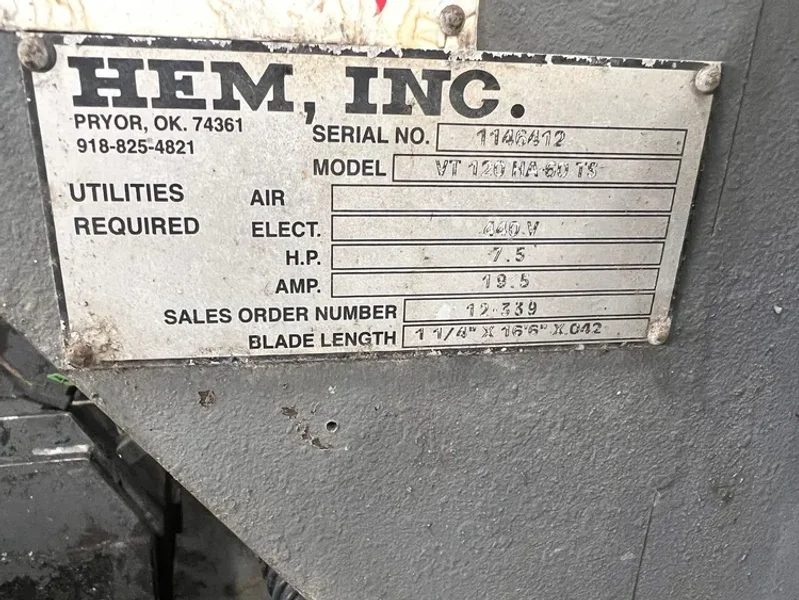 HEM, INC.
PRYOR, OK. 74361
918-825-4821
SERIAL NO. 1146412
MODEL VT 120 HA-60 TS
UTILITIES REQUIRED
AIR
ELECT. 440 V
H.P. 7.5
AMP. 19.5
SALES ORDER NUMBER 12-339
BLADE LENGTH 1 1/4" X 16'6" X.042